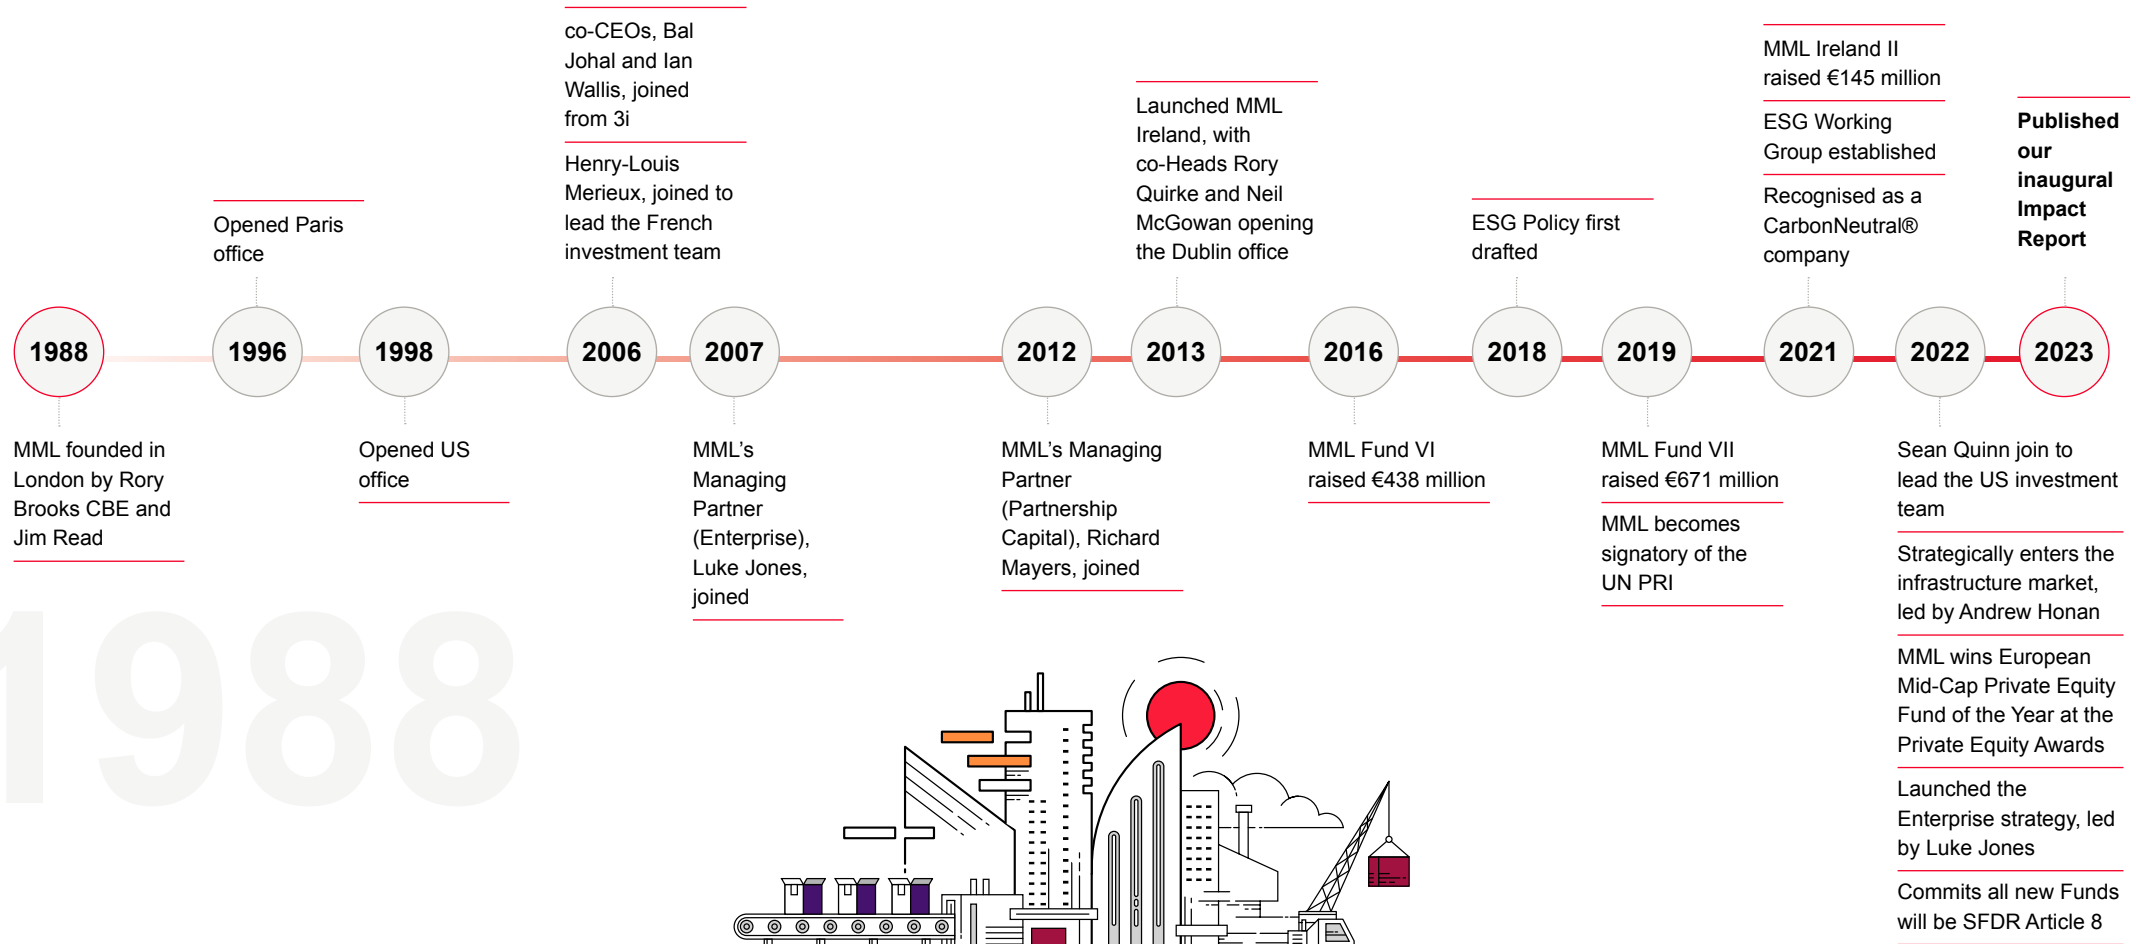 co-CEOs, Bal
Johal and Ian
Wallis, joined
from 3i
Henry-Louis
Merieux, joined to
lead the French
investment team
MML Ireland II
raised €145 million
ESG Working
Group established
Recognised as a
CarbonNeutral®
company
Launched MML
Ireland, with
co-Heads Rory
Quirke and Neil
McGowan opening
the Dublin office
Published
our
inaugural
Impact
Report
Opened Paris
office
ESG Policy first
drafted
1988
1996
1998
2006
2007
2012
2013
2016
2018
2019
2021
2022
2023
MML founded in
London by Rory
Brooks CBE and
Jim Read
Opened US
office
MML's
Managing
Partner
(Enterprise),
Luke Jones,
joined
MML's Managing
Partner
(Partnership
Capital), Richard
Mayers, joined
MML Fund VI
raised €438 million
MML Fund VII
raised €671 million
MML becomes
signatory of the
UN PRI
Sean Quinn join to
lead the US investment
team
Strategically enters the
infrastructure market,
led by Andrew Honan
MML wins European
Mid-Cap Private Equity
Fund of the Year at the
Private Equity Awards
Launched the
Enterprise strategy, led
by Luke Jones
Commits all new Funds
will be SFDR Article 8
1988